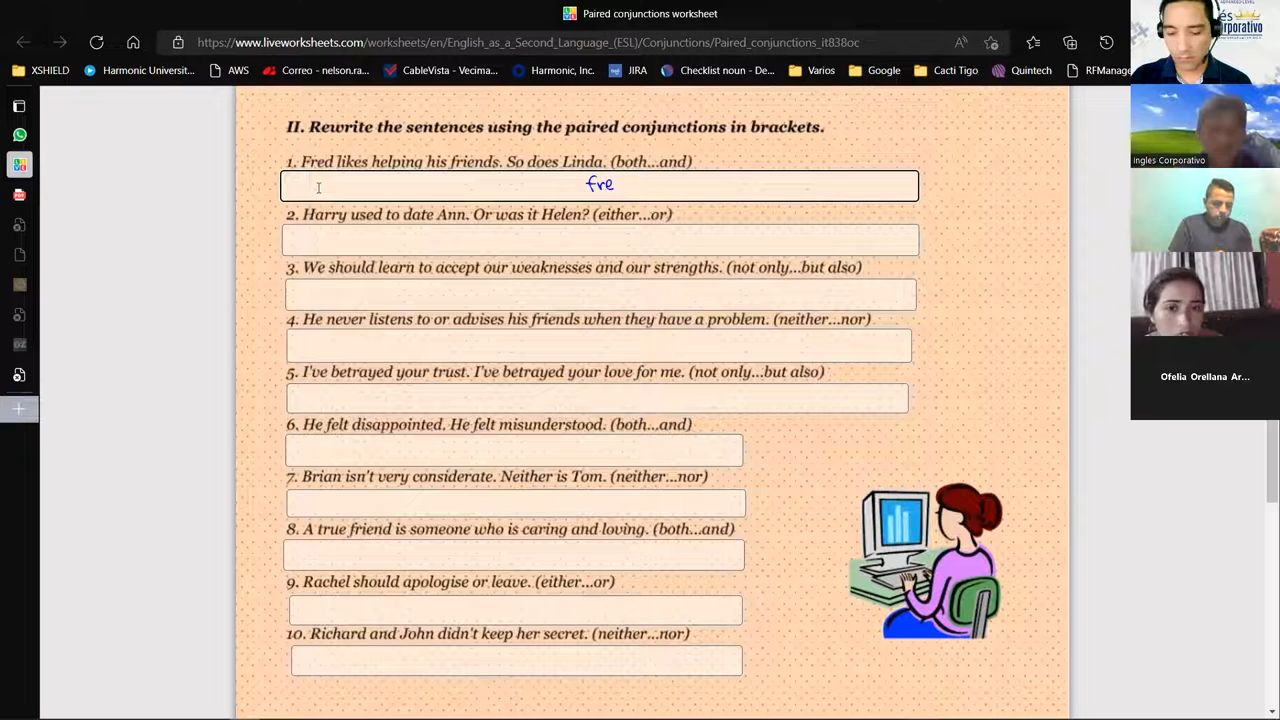 Paired conjunctions worksheet
https://www.liveworksheets.com/worksheets/en/English_as_a_Second_Language_(ESL)/Conjunctions/Paired_conjunctions_it838oc
XSHIELD
Harmonic Universit...
AWS
Correo - nelson.ra...
CableVista - Vecima...
Harmonic, Inc.
JIRA
Checklist noun - De...
Varios
Google
Cacti Tigo
Quintech
RFManage
II. Rewrite the sentences using the paired conjunctions in brackets.
1. Fred likes helping his friends. So does Linda. (both...and)
fre
2. Harry used to date Ann. Or was it Helen? (either...or)
3. We should learn to accept our weaknesses and our strengths. (not only...but also)
4. He never listens to or advises his friends when they have a problem. (neither...nor)
5. I've betrayed your trust. I've betrayed your love for me. (not only...but also)
6. He felt disappointed. He felt misunderstood. (both...and)
7. Brian isn't very considerate. Neither is Tom. (neither...nor)
8. A true friend is someone who is caring and loving. (both...and)
9. Rachel should apologise or leave. (either...or)
10. Richard and John didn't keep her secret. (neither...nor)
és
rporativo
Ingles Corporativo
Ofelia Orellana Ar...